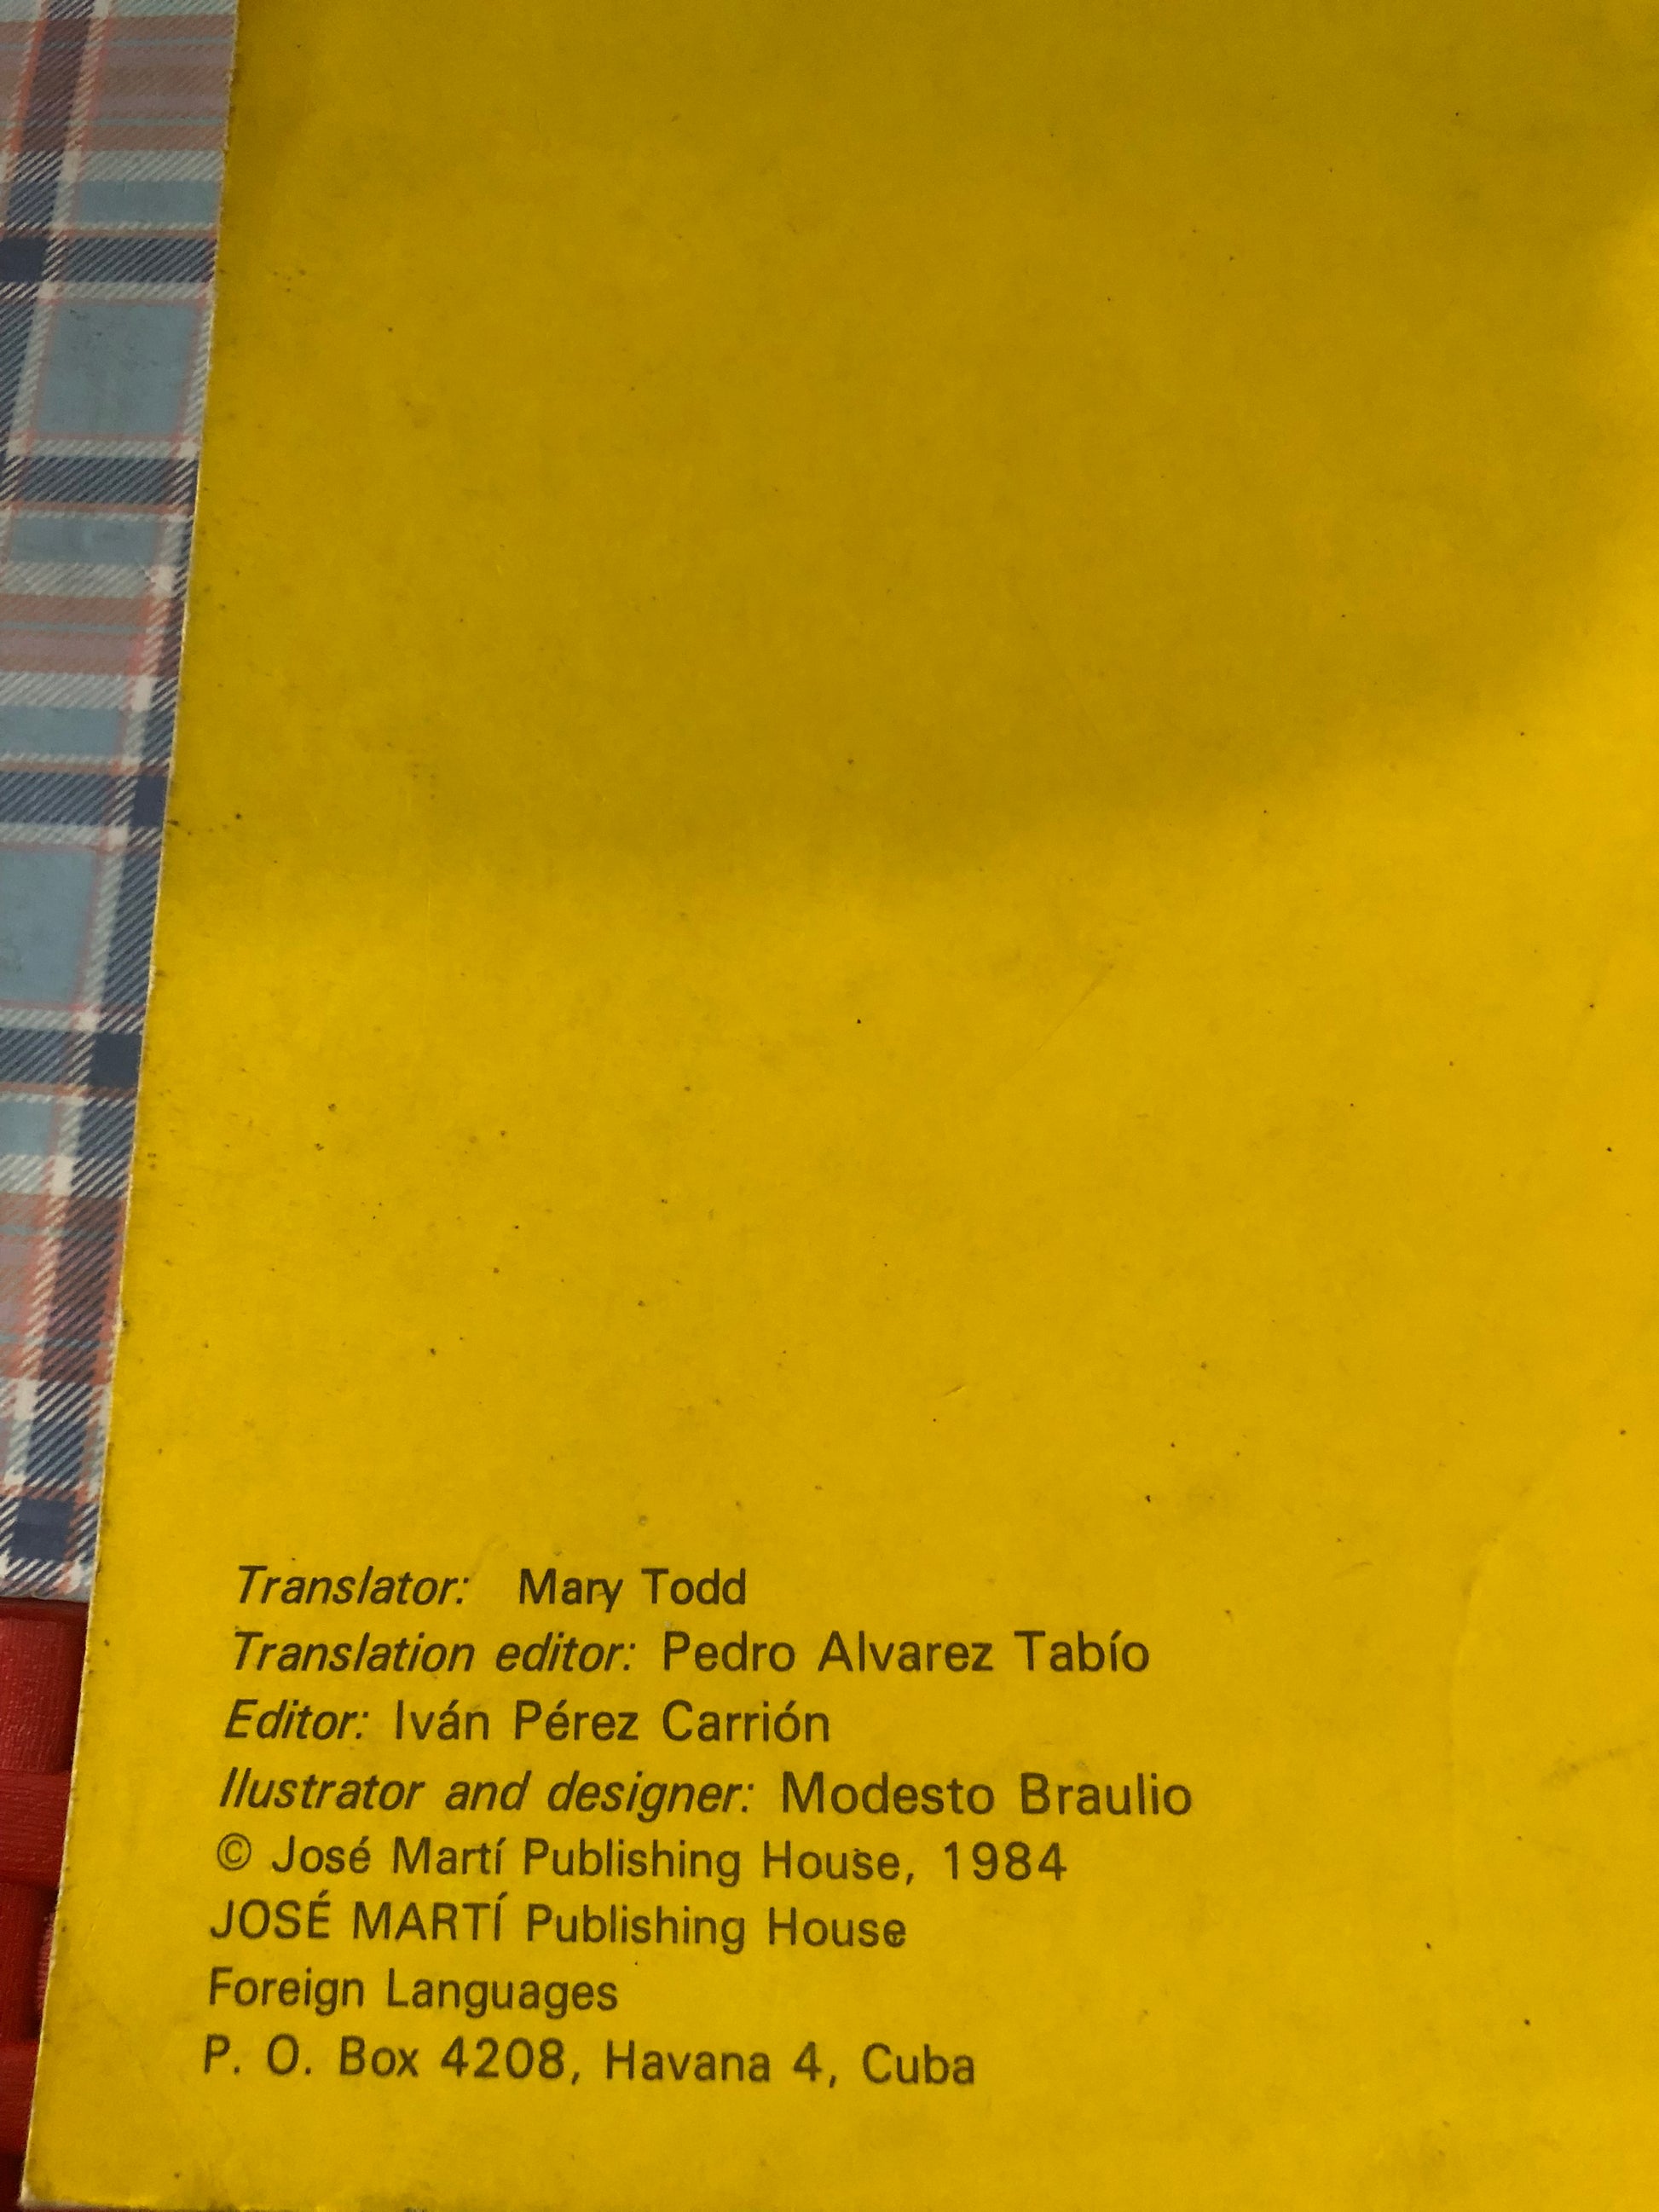 Translator: Mary Todd
Translation editor: Pedro Alvarez Tabío
Editor: Iván Pérez Carrión
Ilustrator and designer: Modesto Braulio
© José Martí Publishing House, 1984
JOSÉ MARTÍ Publishing House
Foreign Languages
P. O. Box 4208, Havana 4, Cuba